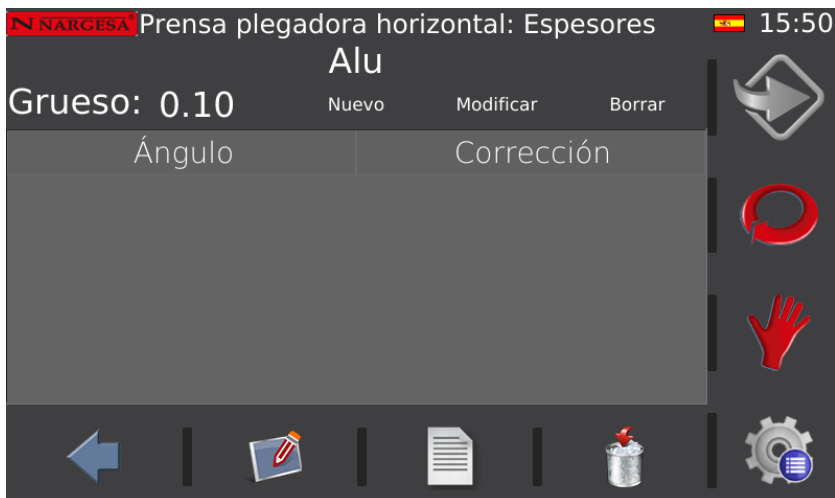 N NARGESA® Prensa plegadora horizontal: Espesores 15:50
Alu
Grueso: 0.10 Nuevo Modificar Borrar
Ángulo Corrección